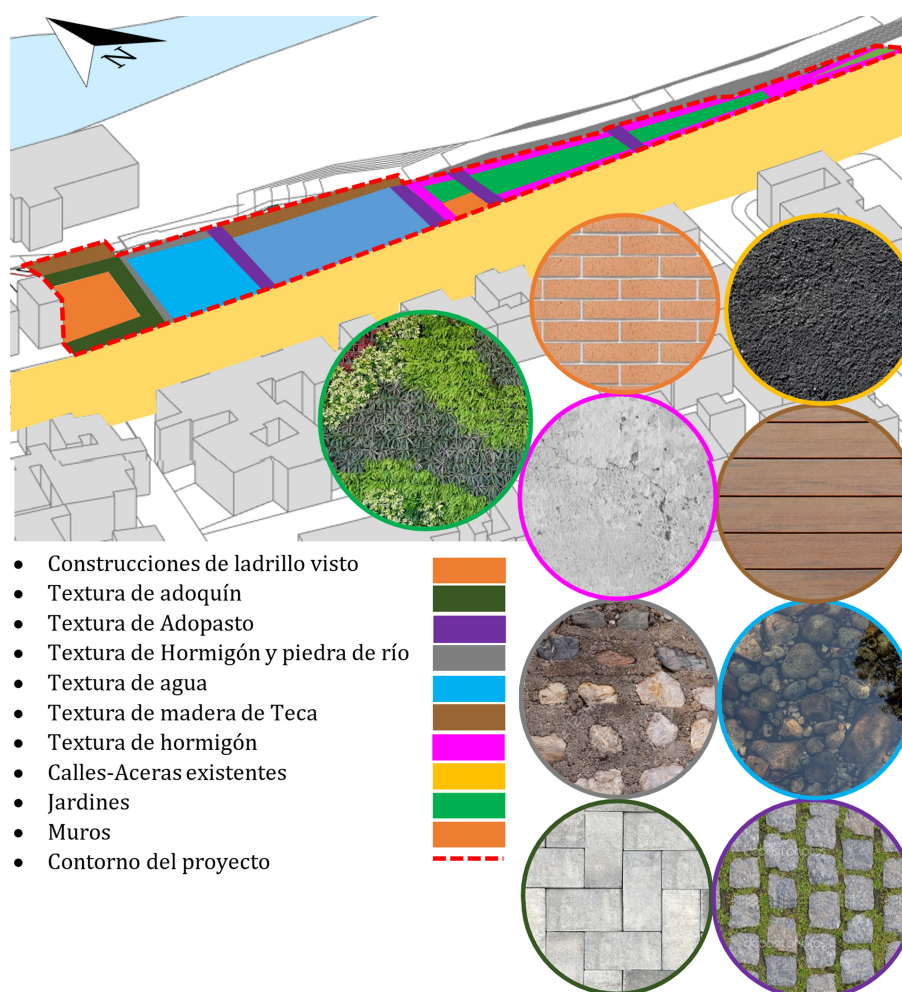 N
• Construcciones de ladrillo visto
• Textura de adoquín
• Textura de Adopasto
• Textura de Hormigón y piedra de río
• Textura de agua
• Textura de madera de Teca
• Textura de hormigón
• Calles-Aceras existentes
• Jardines
• Muros
• Contorno del proyecto
depositphotos